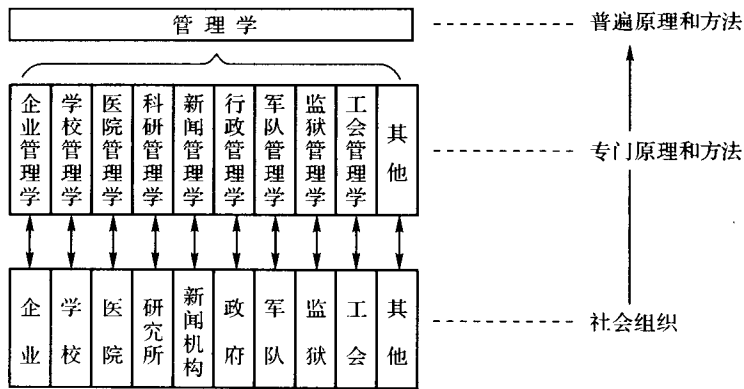 管理学
普遍原理和方法
企业管理学
学校管理学
医院管理学
科研管理学
新闻管理学
行政管理学
军队管理学
监狱管理学
工会管理学
其他
专门原理和方法
企业
学校
医院
研究所
新闻机构
政府
军队
监狱
工会
其他
社会组织